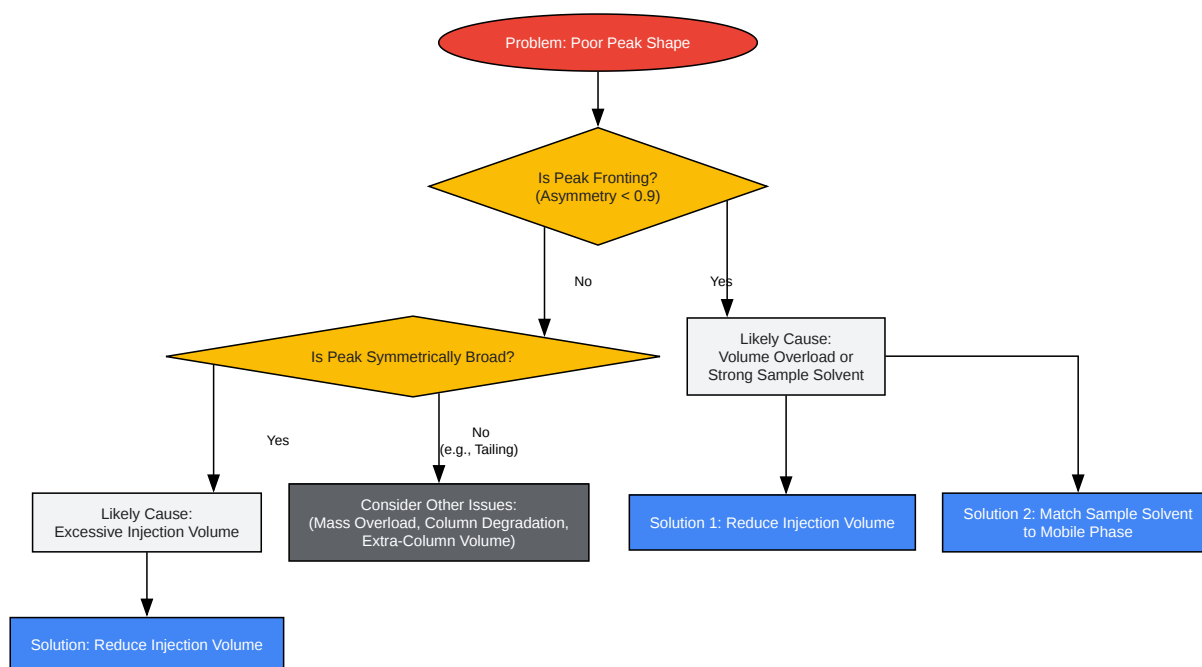 Problem: Poor Peak Shape
Is Peak Fronting?
(Asymmetry < 0.9)
No
Yes
Is Peak Symmetrically Broad?
Likely Cause:
Volume Overload or
Strong Sample Solvent
Yes
No
(e.g., Tailing)
Likely Cause:
Excessive Injection Volume
Consider Other Issues:
(Mass Overload, Column Degradation,
Extra-Column Volume)
Solution 1: Reduce Injection Volume
Solution 2: Match Sample Solvent
to Mobile Phase
Solution: Reduce Injection Volume